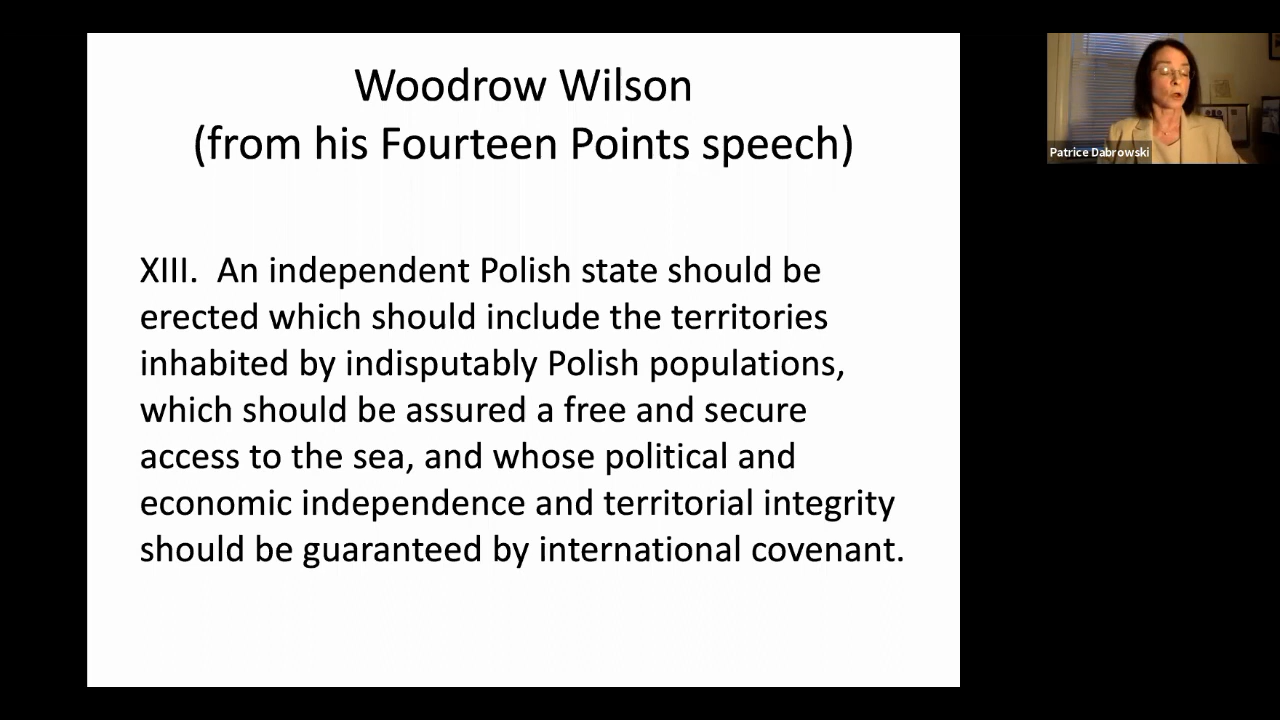 Woodrow Wilson
(from his Fourteen Points speech)
XIII.  An independent Polish state should be
erected which should include the territories
inhabited by indisputably Polish populations,
which should be assured a free and secure
access to the sea, and whose political and
economic independence and territorial integrity
should be guaranteed by international covenant.
Patrice Dabrowski